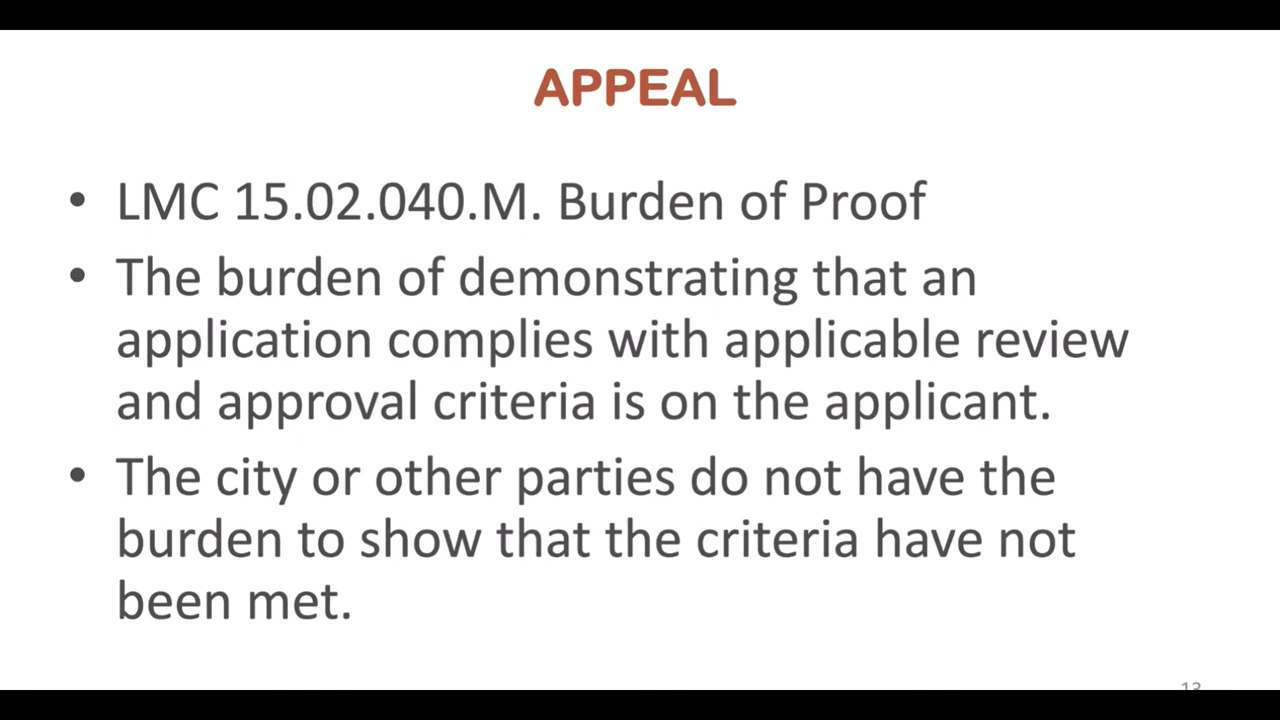 APPEAL
• LMC 15.02.040.M. Burden of Proof
• The burden of demonstrating that an
application complies with applicable review
and approval criteria is on the applicant.
• The city or other parties do not have the
burden to show that the criteria have not
been met.
13